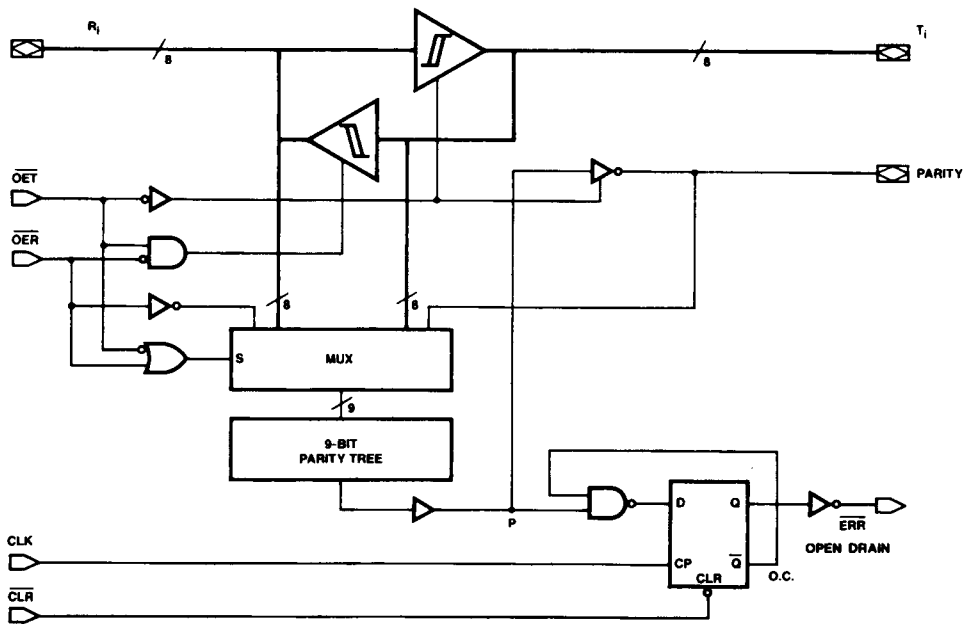 Ri
8
Ti
8
PARITY
OET
OER
8
8
S
MUX
9
9-BIT
PARITY TREE
P
D
Q
ERR
OPEN DRAIN
CLK
CP
Q
CLR
O.C.
CLR